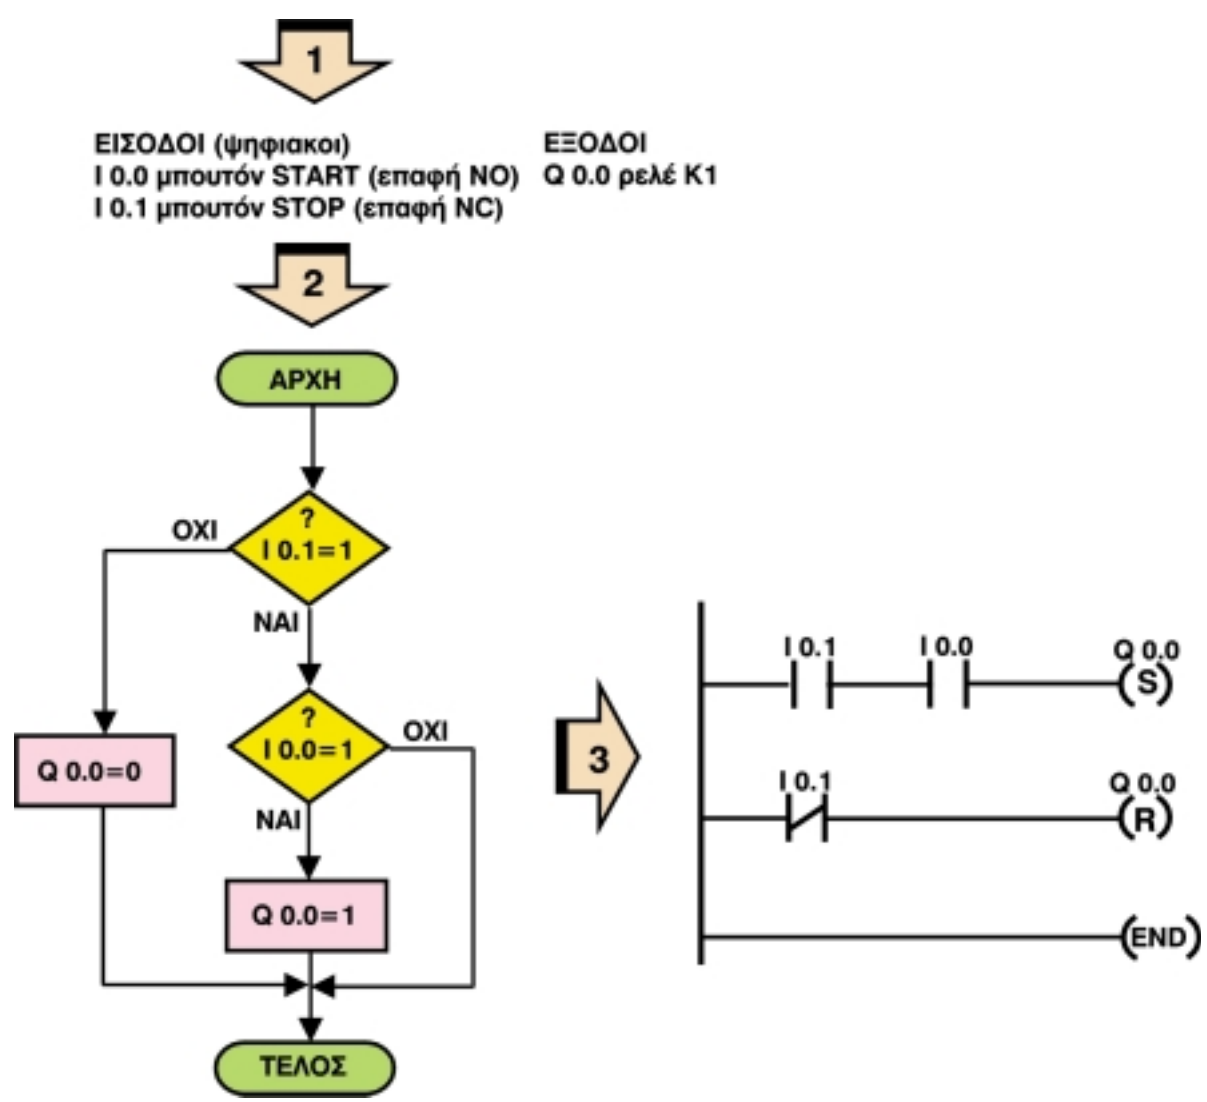 1
ΕΙΣΟΔΟΙ (ψηφιακοι)
I 0.0 μπουτόν START (επαφή NO)
I 0.1 μπουτόν STOP (επαφή NC)
ΕΞΟΔΟΙ
Q 0.0 ρελέ K1
2
ΑΡΧΗ
?
I 0.1=1
ΟΧΙ
ΝΑΙ
?
I 0.0=1
ΟΧΙ
ΝΑΙ
Q 0.0=0
Q 0.0=1
ΤΕΛΟΣ
3
I 0.1
I 0.0
Q 0.0
(S)
I 0.1
Q 0.0
(R)
(END)